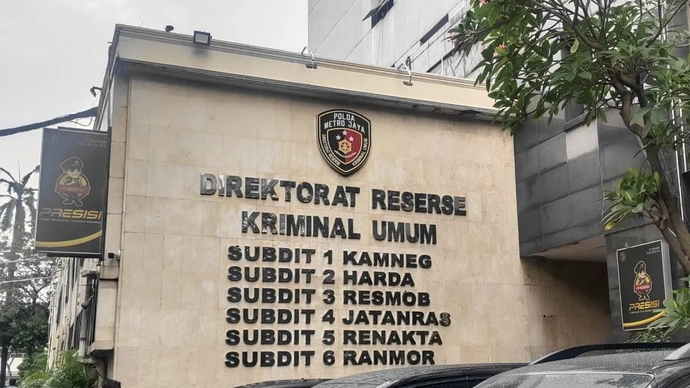 POLDA
METRO JAYA
DIREKTORAT RESERSE
KRIMINAL UMUM
SUBDIT 1 KAMNEG
SUBDIT 2 HARDA
SUBDIT 3 RESMOB
SUBDIT 4 JATANRAS
SUBDIT 5 RENAKTA
SUBDIT 6 RANMOR
PRESISI
PRESISI